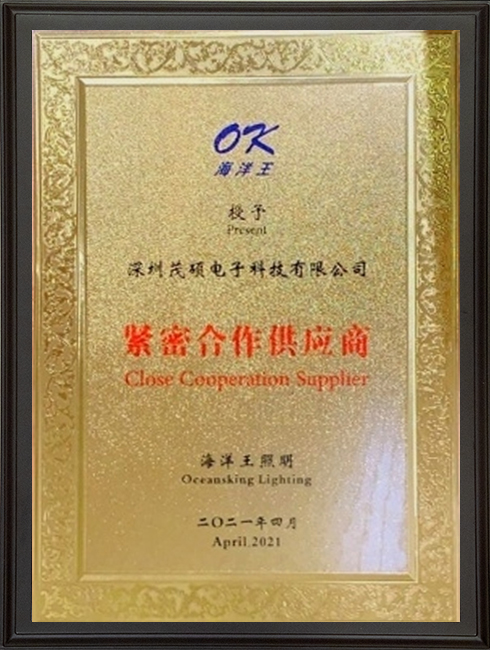 OK
海洋王
授予
Present
深圳茂硕电子科技有限公司
紧密合作供应商
Close Cooperation Supplier
海洋王照明
Oceansking Lighting
二〇二一年四月
April.2021